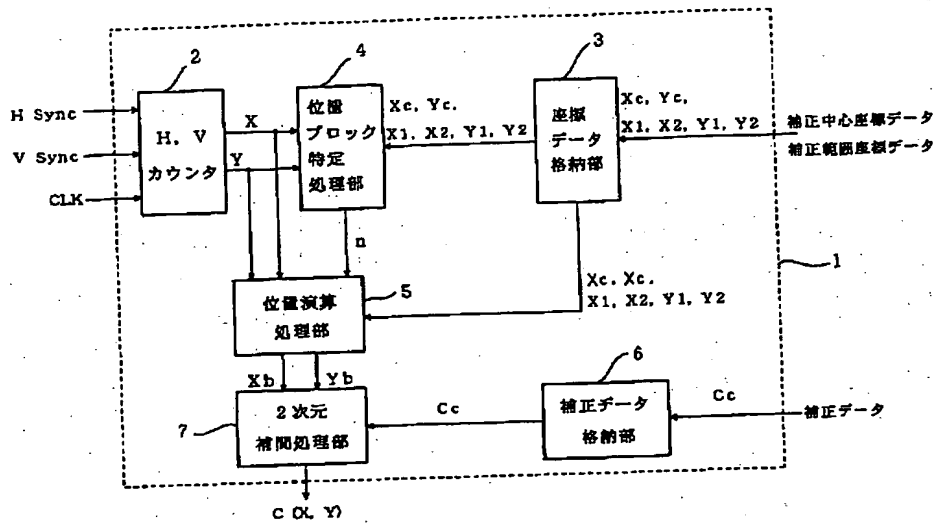 2
H Sync
V Sync
CLK
H, V
カウンタ
X
Y
4
位置
ブロック
特定
処理部
Xc, Yc,
X1, X2, Y1, Y2
3
座標
データ
格納部
Xc, Yc,
X1, X2, Y1, Y2
補正中心座標データ
補正範囲座標データ
1
n
位置演算
処理部
5
Xc, Xc,
X1, X2, Y1, Y2
Xb
Yb
7
2次元
補間処理部
Cc
6
補正データ
格納部
Cc
補正データ
C (X, Y)